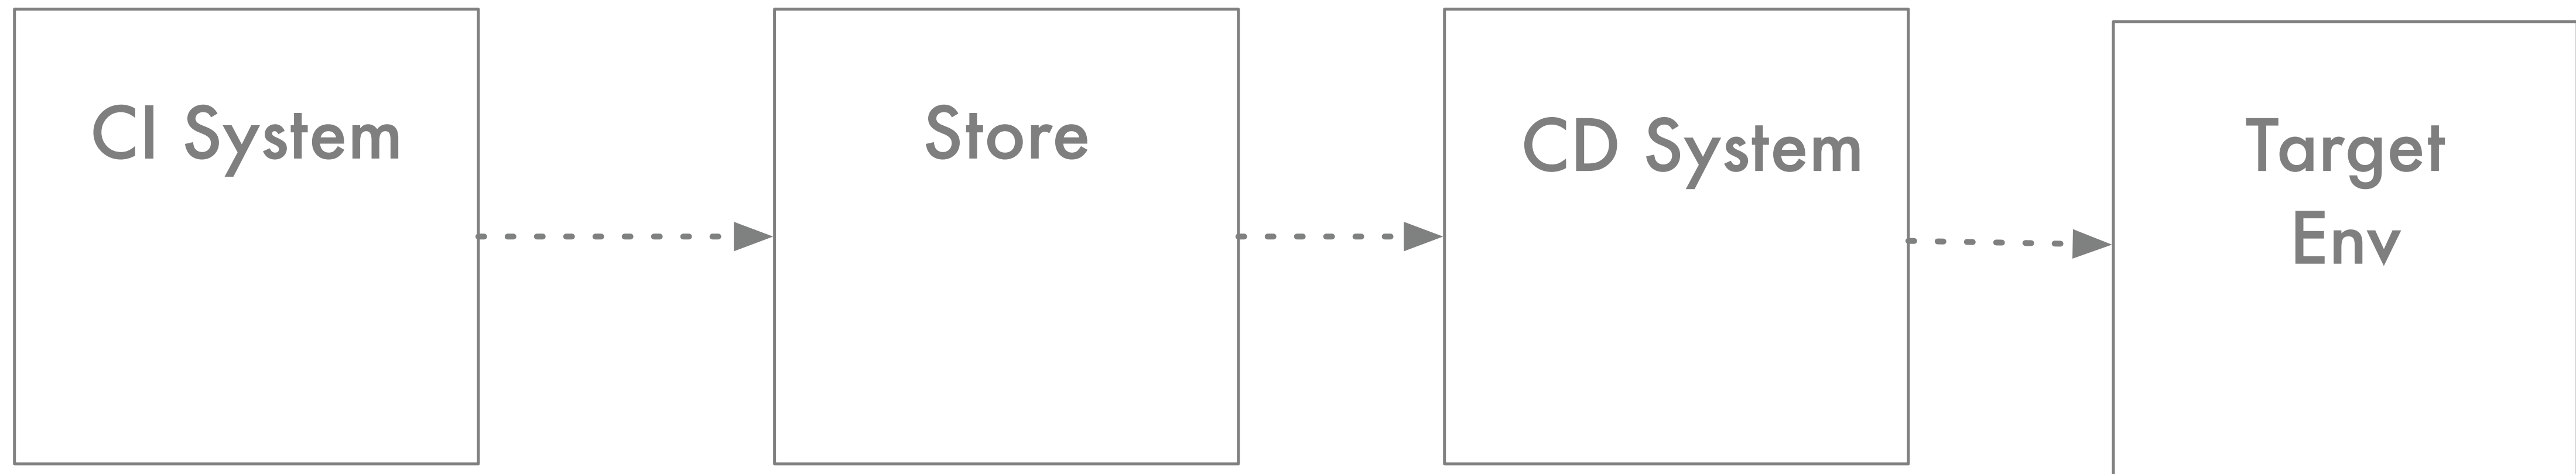 CI System
Store
CD System
Target
Env